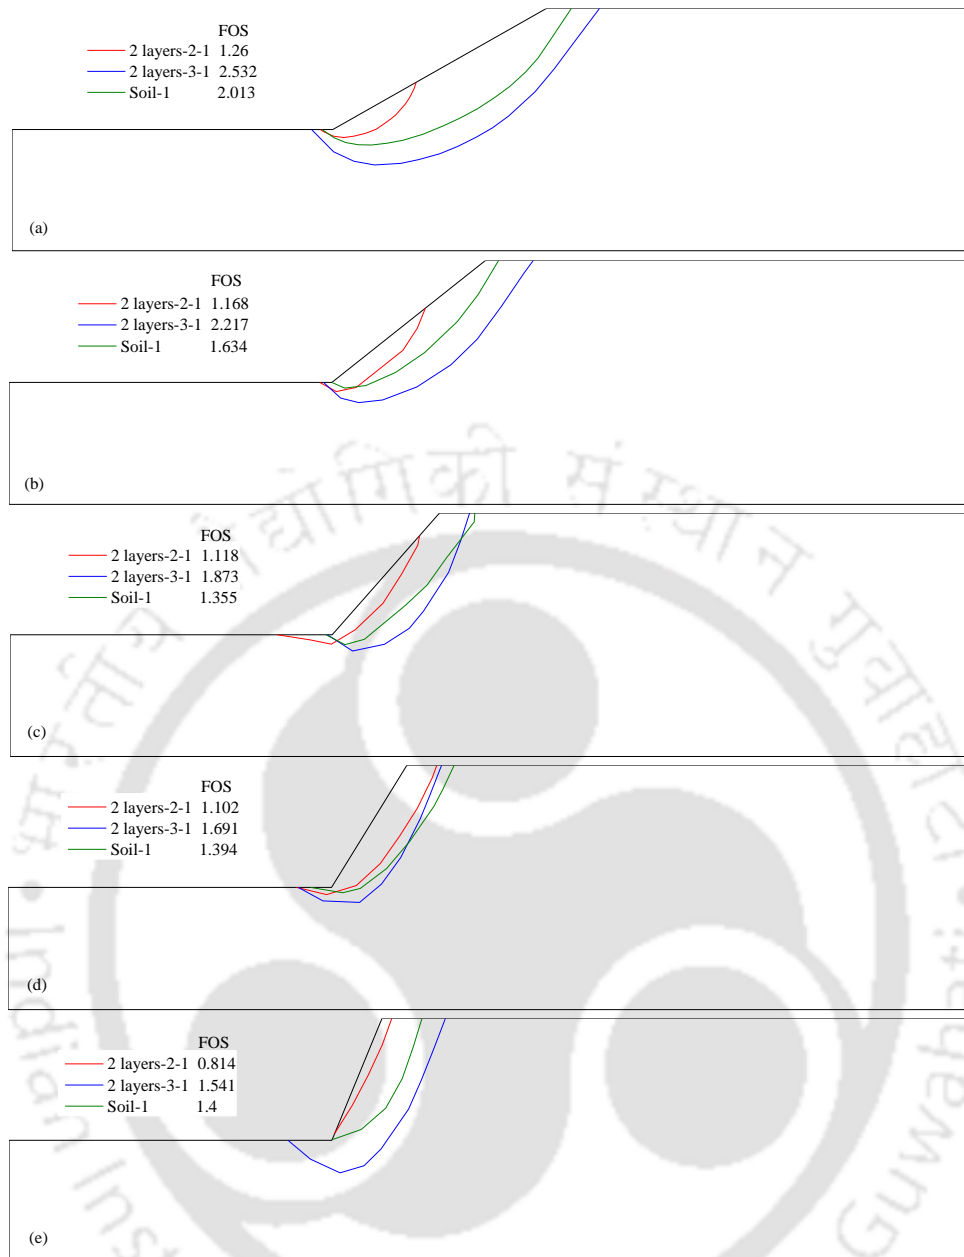 FOS
2 layers-2-1 1.26
2 layers-3-1 2.532
Soil-1 2.013
(a)
FOS
2 layers-2-1 1.168
2 layers-3-1 2.217
Soil-1 1.634
(b)
FOS
2 layers-2-1 1.118
2 layers-3-1 1.873
Soil-1 1.355
(c)
FOS
2 layers-2-1 1.102
2 layers-3-1 1.691
Soil-1 1.394
(d)
FOS
2 layers-2-1 0.814
2 layers-3-1 1.541
Soil-1 1.4
(e)
Indian Inst
Guwah